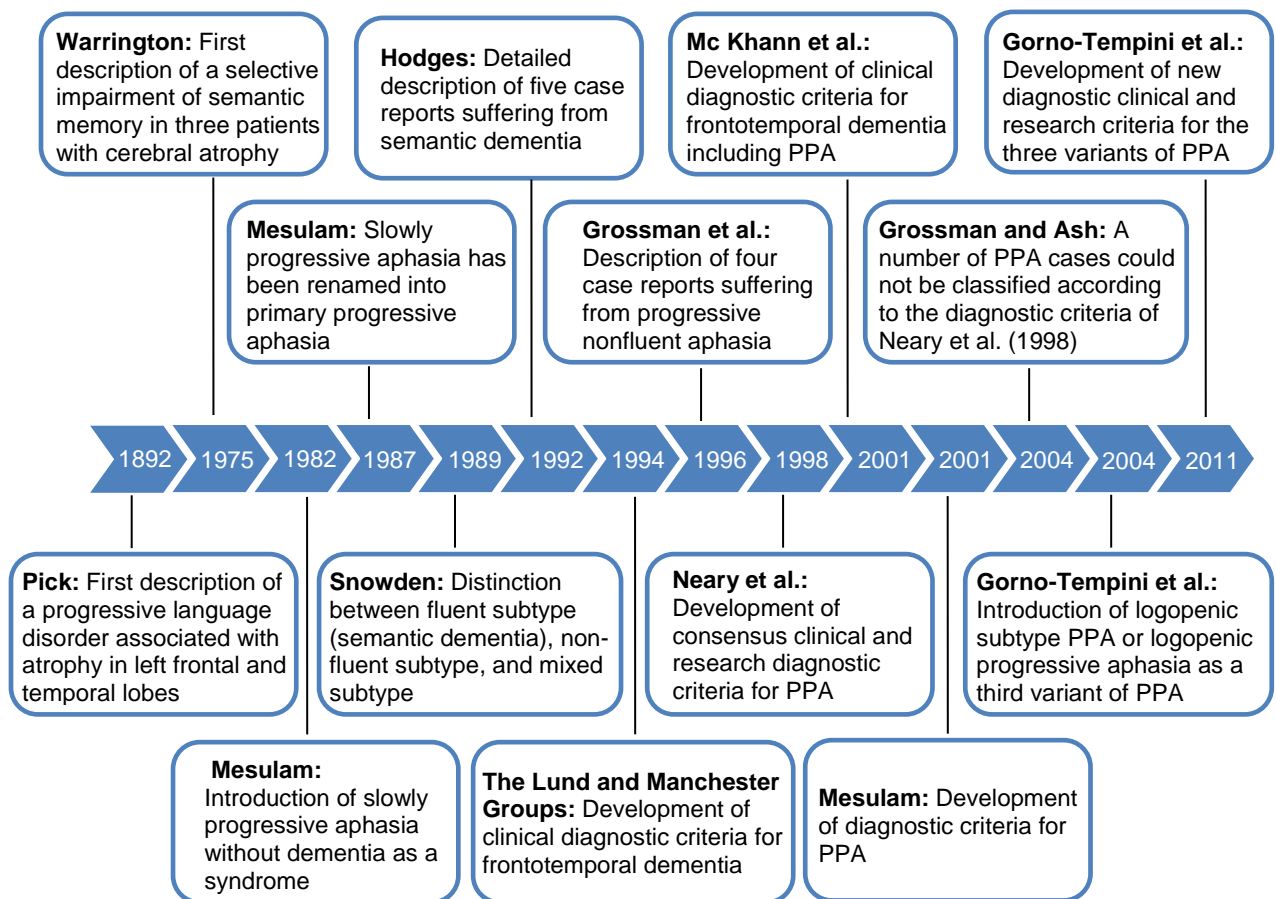 Warrington: First
description of a selective
impairment of semantic
memory in three patients
with cerebral atrophy
Hodges: Detailed
description of five case
reports suffering from
semantic dementia
Mc Khann et al.:
Development of clinical
diagnostic criteria for
frontotemporal dementia
including PPA
Gorno-Tempini et al.:
Development of new
diagnostic clinical and
research criteria for the
three variants of PPA
Mesulam: Slowly
progressive aphasia has
been renamed into
primary progressive
aphasia
Grossman et al.:
Description of four
case reports suffering
from progressive
nonfluent aphasia
Grossman and Ash: A
number of PPA cases could
not be classified according
to the diagnostic criteria of
Neary et al. (1998)
1892 1975 1982 1987 1989 1992 1994 1996 1998 2001 2001 2004 2004 2011
Pick: First description of
a progressive language
disorder associated with
atrophy in left frontal and
temporal lobes
Snowden: Distinction
between fluent subtype
(semantic dementia), non-
fluent subtype, and mixed
subtype
Neary et al.:
Development of
consensus clinical and
research diagnostic
criteria for PPA
Gorno-Tempini et al.:
Introduction of logopenic
subtype PPA or logopenic
progressive aphasia as a
third variant of PPA
Mesulam:
Introduction of slowly
progressive aphasia
without dementia as a
syndrome
The Lund and Manchester
Groups: Development of
clinical diagnostic criteria for
frontotemporal dementia
Mesulam: Development
of diagnostic criteria for
PPA